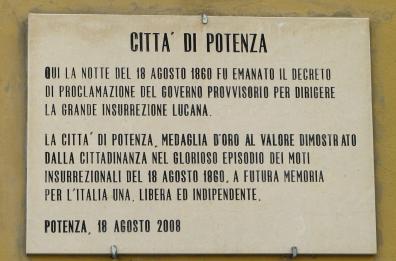 CITTA' DI POTENZA
QUI LA NOTTE DEL 18 AGOSTO 1860 FU EMANATO IL DECRETO
DI PROCLAMAZIONE DEL GOVERNO PROVVISORIO PER DIRIGERE
LA GRANDE INSURREZIONE LUCANA.
LA CITTA' DI POTENZA, MEDAGLIA D'ORO AL VALORE DIMOSTRATO
DALLA CITTADINANZA NEL GLORIOSO EPISODIO DEI MOTI
INSURREZIONALI DEL 18 AGOSTO 1860, A FUTURA MEMORIA
PER L'ITALIA UNA, LIBERA ED INDIPENDENTE.
POTENZA, 18 AGOSTO 2008